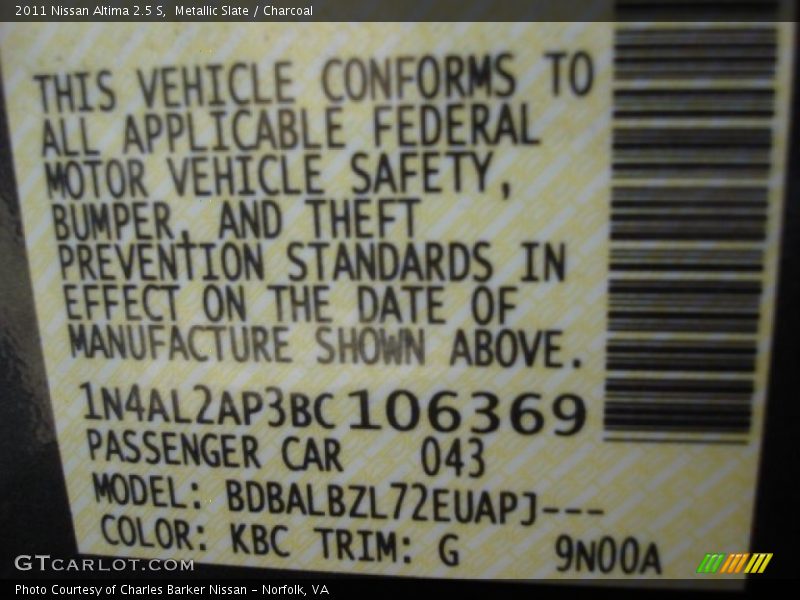 2011 Nissan Altima 2.5 S,  Metallic Slate / Charcoal
THIS VEHICLE CONFORMS TO
ALL APPLICABLE FEDERAL
MOTOR VEHICLE SAFETY,
BUMPER, AND THEFT
PREVENTION STANDARDS IN
EFFECT ON THE DATE OF
MANUFACTURE SHOWN ABOVE.
1N4AL2AP3BC106369
PASSENGER CAR 043
MODEL: BDBALBZL72EUAPJ---
COLOR: KBC TRIM: G 9N00A
GTCARLOT.COM
Photo Courtesy of Charles Barker Nissan - Norfolk, VA